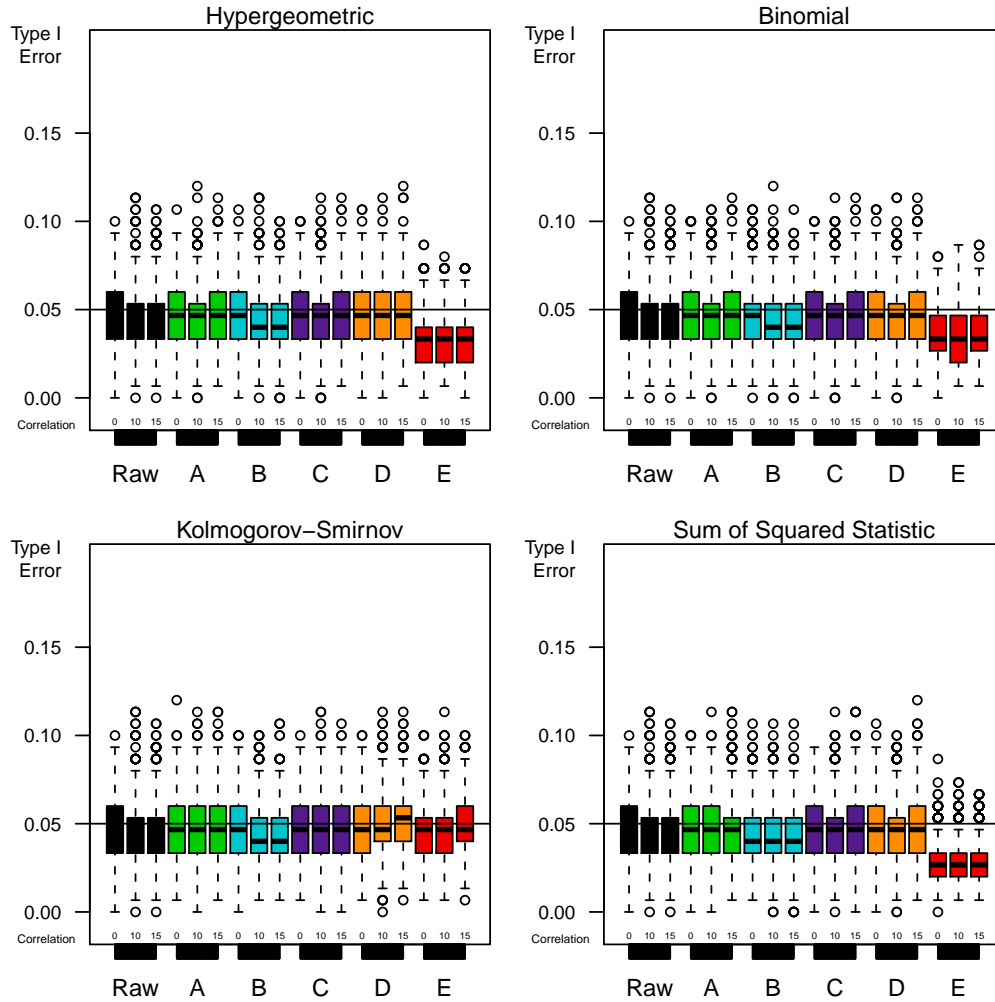 Hypergeometric
Type I
Error
0.15
0.10
0.05
0.00
Correlation 0 10 15 0 10 15 0 10 15 0 10 15 0 10 15 0 10 15
Raw A B C D E
Binomial
Type I
Error
0.15
0.10
0.05
0.00
Correlation 0 10 15 0 10 15 0 10 15 0 10 15 0 10 15 0 10 15
Raw A B C D E
Kolmogorov−Smirnov
Type I
Error
0.15
0.10
0.05
0.00
Correlation 0 10 15 0 10 15 0 10 15 0 10 15 0 10 15 0 10 15
Raw A B C D E
Sum of Squared Statistic
Type I
Error
0.15
0.10
0.05
0.00
Correlation 0 10 15 0 10 15 0 10 15 0 10 15 0 10 15 0 10 15
Raw A B C D E